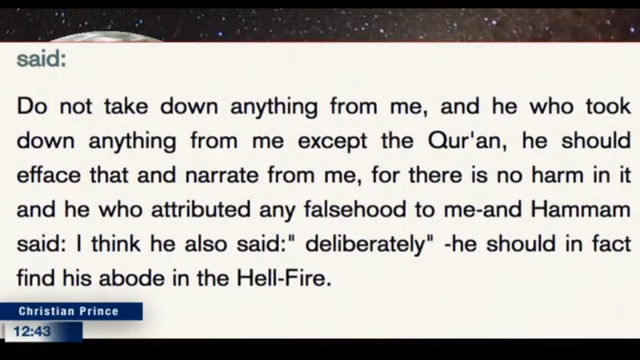 said:
Do not take down anything from me, and he who took
down anything from me except the Qur'an, he should
efface that and narrate from me, for there is no harm in it
and he who attributed any falsehood to me-and Hammam
said: I think he also said:" deliberately" -he should in fact
find his abode in the Hell-Fire.
Christian Prince
12:43